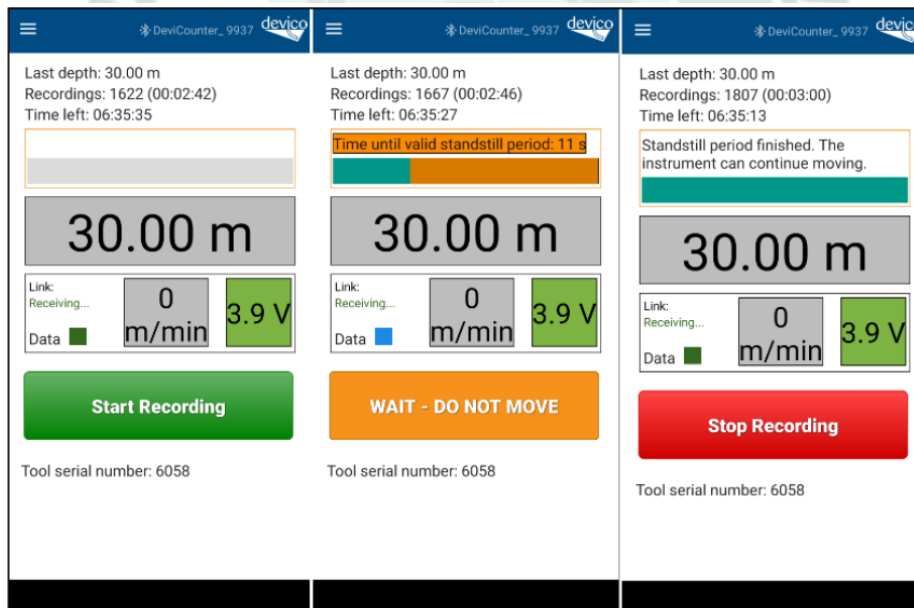 DeviCounter_ 9937 devico
Last depth: 30.00 m
Recordings: 1622 (00:02:42)
Time left: 06:35:35
30.00 m
Link:
Receiving...
Data
0
m/min
3.9 V
Start Recording
Tool serial number: 6058
DeviCounter_ 9937 devico
Last depth: 30.00 m
Recordings: 1667 (00:02:46)
Time left: 06:35:27
Time until valid standstill period: 11 s
30.00 m
Link:
Receiving...
Data
0
m/min
3.9 V
WAIT - DO NOT MOVE
Tool serial number: 6058
DeviCounter_ 9937 devico
Last depth: 30.00 m
Recordings: 1807 (00:03:00)
Time left: 06:35:13
Standstill period finished. The
instrument can continue moving.
30.00 m
Link:
Receiving...
Data
0
m/min
3.9 V
Stop Recording
Tool serial number: 6058